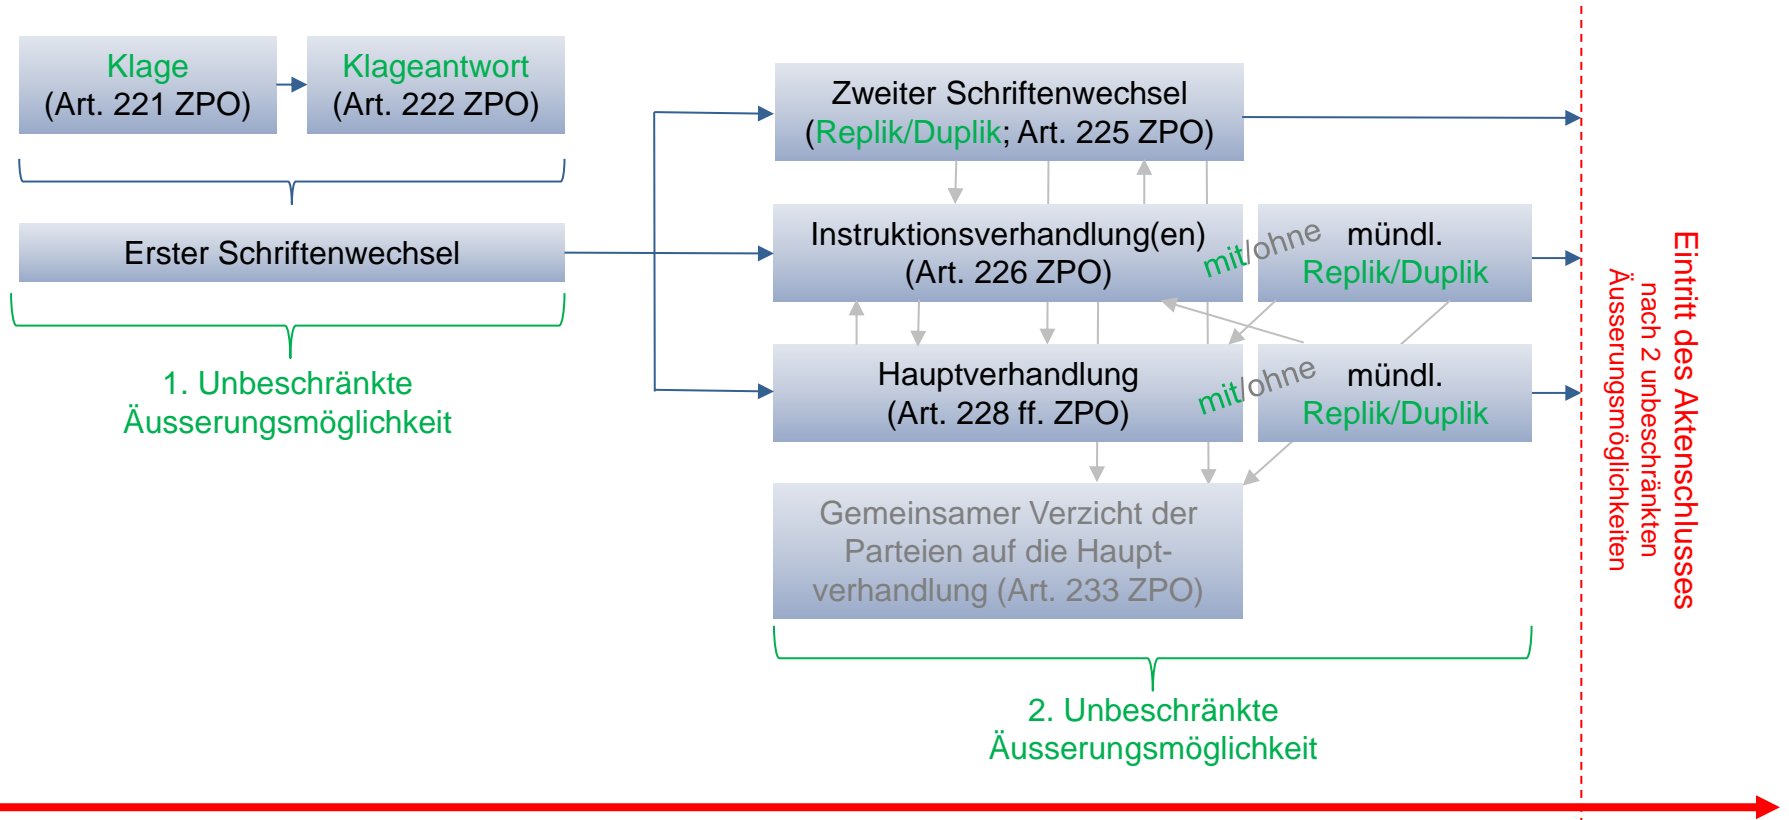 Klage
(Art. 221 ZPO)
Klageantwort
(Art. 222 ZPO)
Erster Schriftenwechsel
1. Unbeschränkte
Äusserungsmöglichkeit
Zweiter Schriftenwechsel
(Replik/Duplik; Art. 225 ZPO)
Instruktionsverhandlung(en)
(Art. 226 ZPO)
mit/ohne
mündl.
Replik/Duplik
Hauptverhandlung
(Art. 228 ff. ZPO)
mit/ohne
mündl.
Replik/Duplik
Gemeinsamer Verzicht der
Parteien auf die Haupt-
verhandlung (Art. 233 ZPO)
2. Unbeschränkte
Äusserungsmöglichkeit
Eintritt des Aktenschlusses
nach 2 unbeschränkten
Äusserungsmöglichkeiten